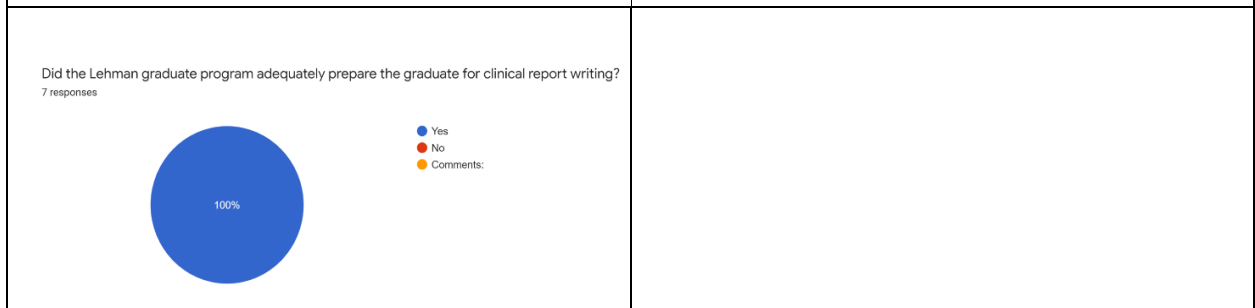 Did the Lehman graduate program adequately prepare the graduate for clinical report writing?
7 responses
Yes
No
Comments:
100%